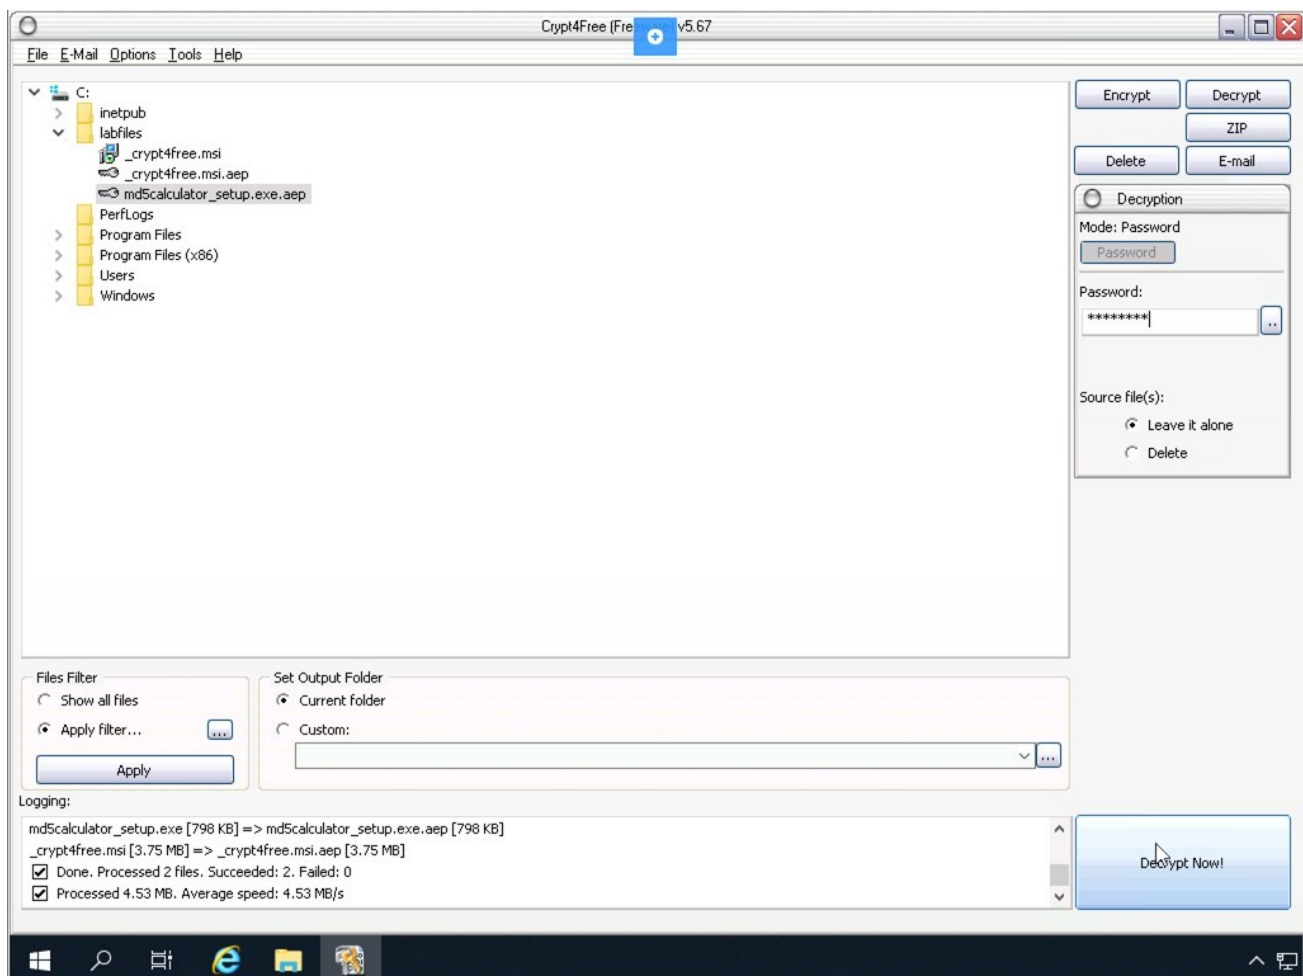 Crypt4Free (Fre v5.67
File E-Mail Options Tools Help
C:
inetpub
labfiles
_crypt4free.msi
_crypt4free.msi.aep
md5calculator_setup.exe.aep
PerfLogs
Program Files
Program Files (x86)
Users
Windows
Encrypt Decrypt
ZIP
Delete E-mail
Decryption
Mode: Password
Password
Password:
********
..
Source file(s):
Leave it alone
Delete
Files Filter
Show all files
Apply filter... ...
Apply
Set Output Folder
Current folder
Custom:
...
Logging:
md5calculator_setup.exe [798 KB] => md5calculator_setup.exe.aep [798 KB]
_crypt4free.msi [3.75 MB] => _crypt4free.msi.aep [3.75 MB]
Done. Processed 2 files. Succeeded: 2. Failed: 0
Processed 4.53 MB. Average speed: 4.53 MB/s
Decrypt Now!